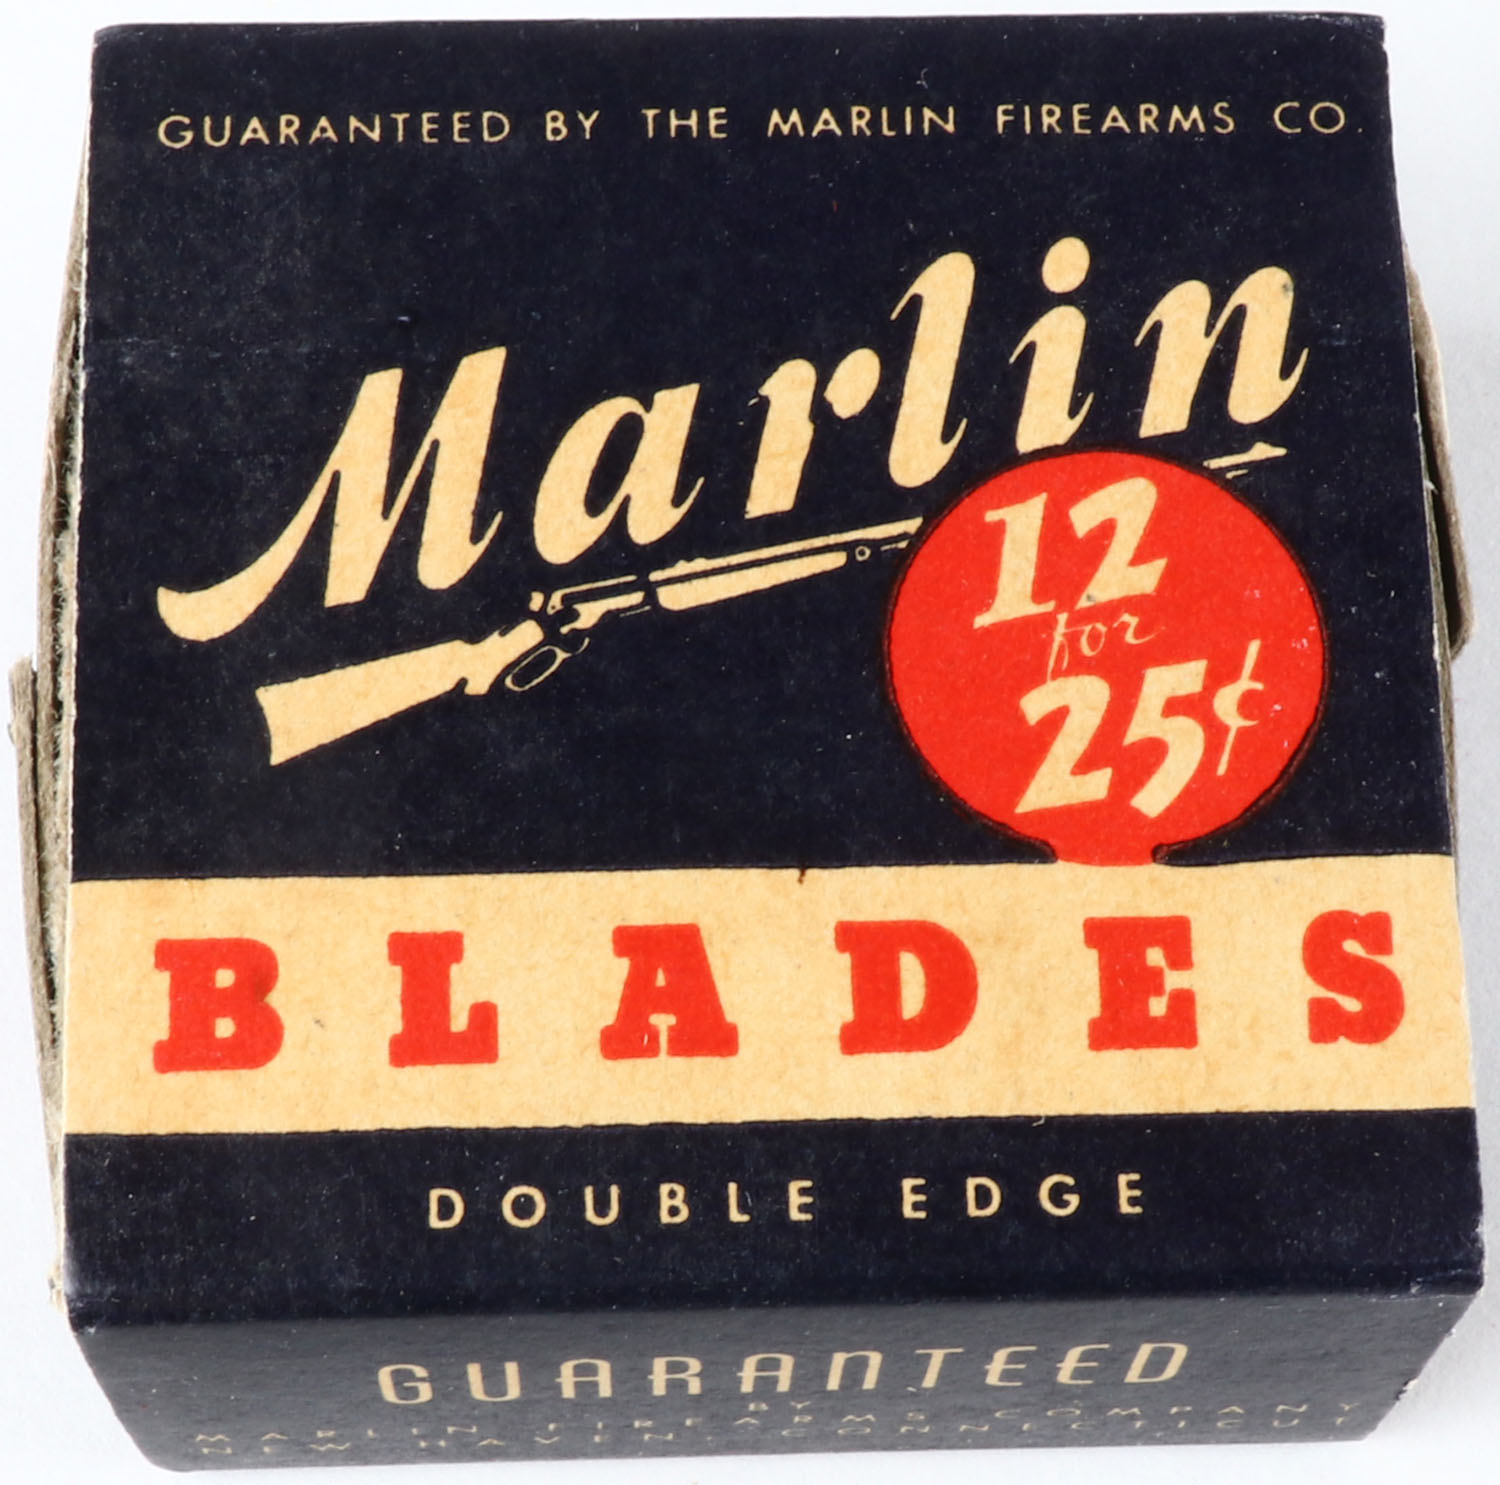 GUARANTEED BY THE MARLIN FIREARMS CO.
Marlin
12
for
25¢
BLADES
DOUBLE EDGE
GUARANTEED
BY
MARLIN FIREARMS COMPANY
NEW HAVEN, CONNECTICUT